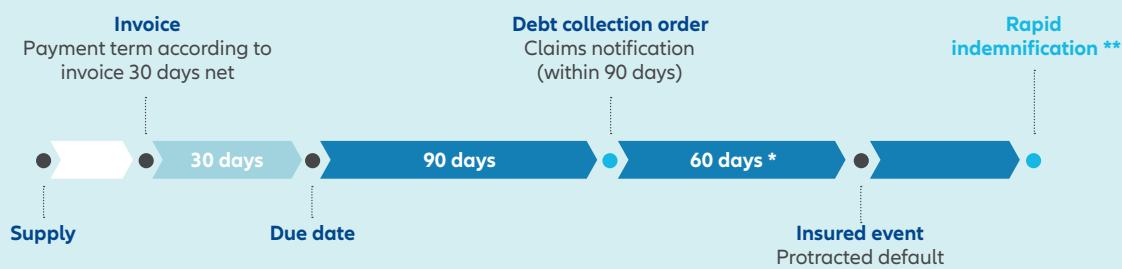 Invoice
Payment term according to
invoice 30 days net
Debt collection order
Claims notification
(within 90 days)
Rapid
indemnification **
30 days
90 days
60 days *
Supply
Due date
Insured event
Protracted default